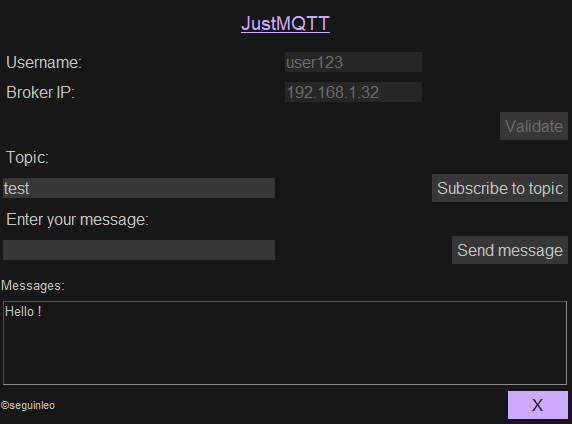 JustMQTT
Username: user123
Broker IP: 192.168.1.32
Validate
Topic:
test Subscribe to topic
Enter your message:
Send message
Messages:
Hello !
©seguinleo X